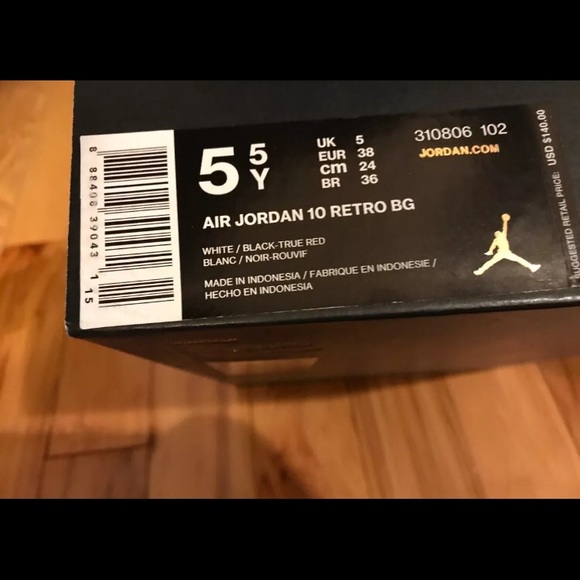 8 88408 39043 1 15
5 5 Y
UK 5
EUR 38
cm 24
BR 36
310806 102
JORDAN.COM
AIR JORDAN 10 RETRO BG
WHITE / BLACK-TRUE RED
BLANC / NOIR-ROUVIF
MADE IN INDONESIA / FABRIQUE EN INDONESIE /
HECHO EN INDONESIA
SUGGESTED RETAIL PRICE: USD $140.00